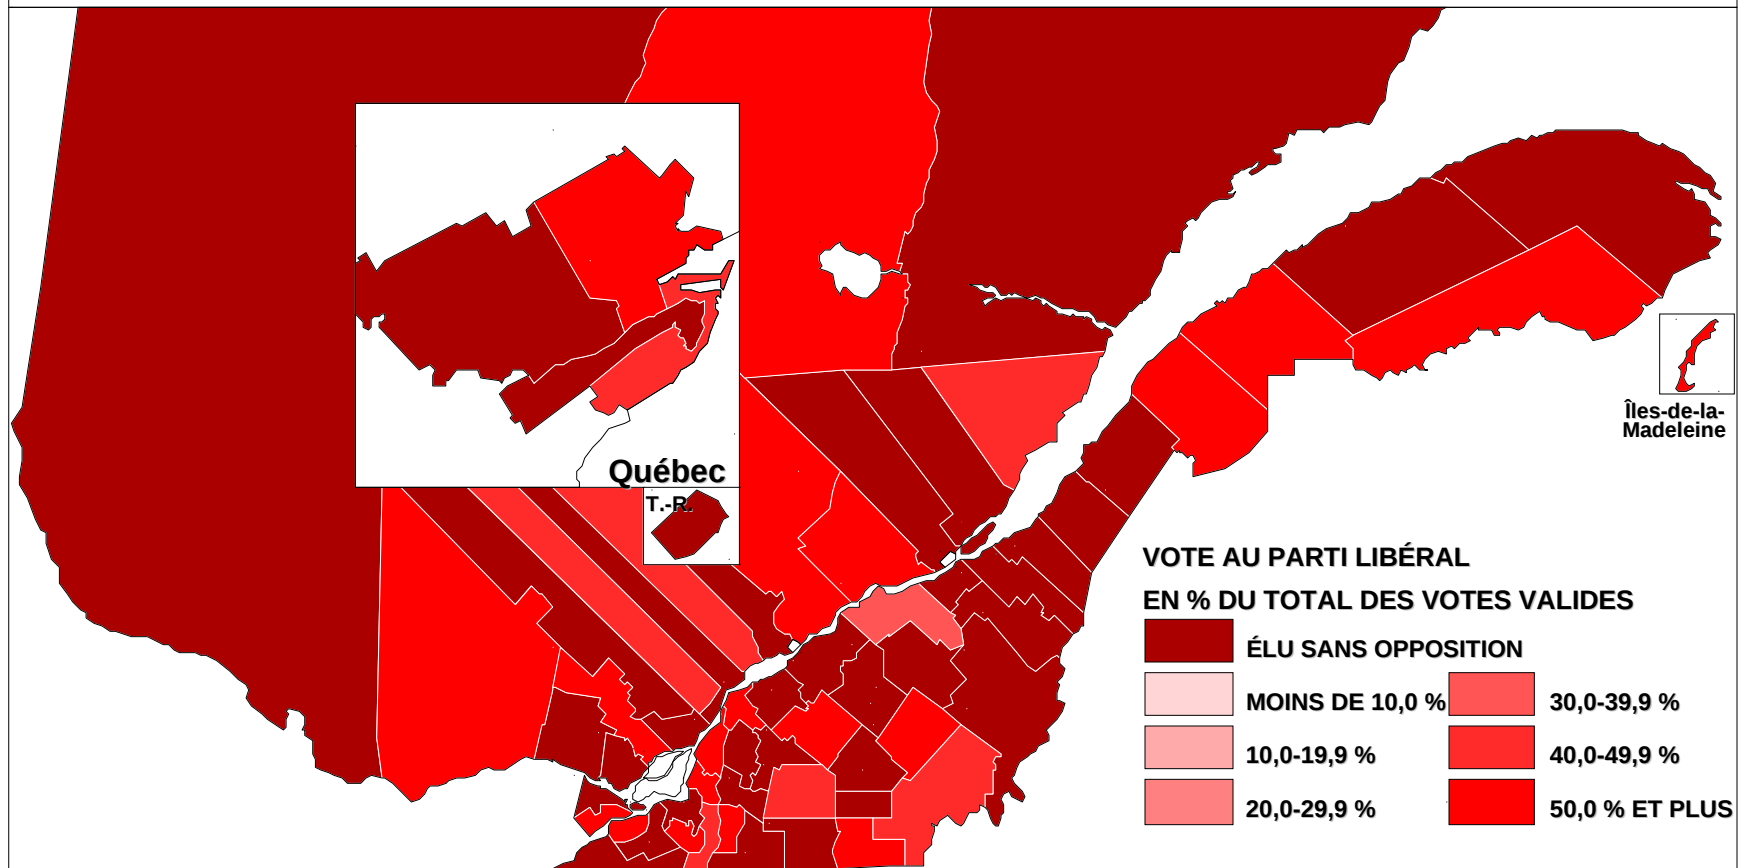 Québec
T.-R.
Îles-de-la-
Madeleine
VOTE AU PARTI LIBÉRAL
EN % DU TOTAL DES VOTES VALIDES
ÉLU SANS OPPOSITION
MOINS DE 10,0 %
30,0-39,9 %
10,0-19,9 %
40,0-49,9 %
20,0-29,9 %
50,0 % ET PLUS